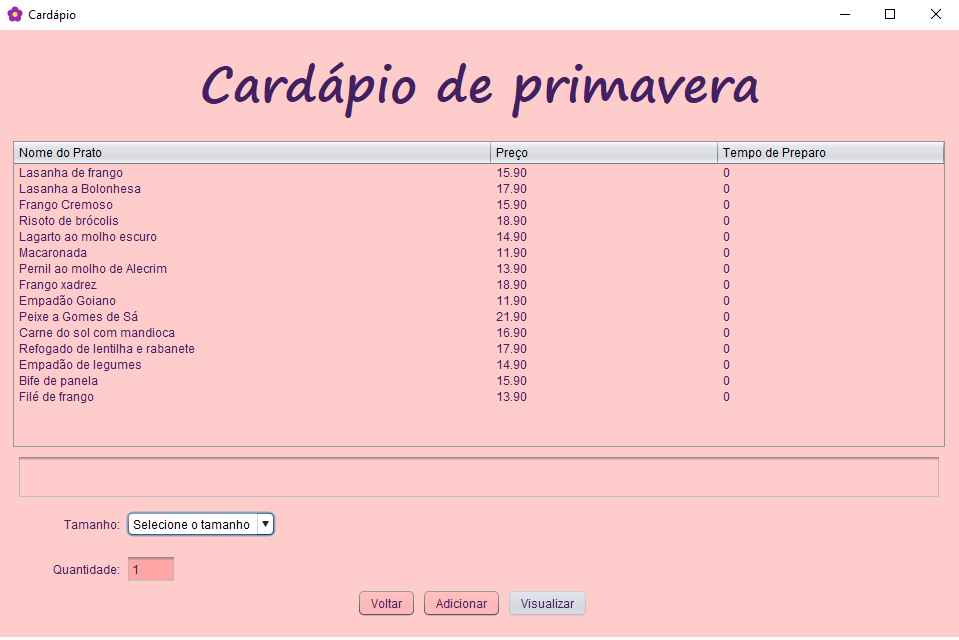 Cardápio
Cardápio de primavera
Nome do Prato Preço Tempo de Preparo
Lasanha de frango 15.90 0
Lasanha a Bolonhesa 17.90 0
Frango Cremoso 15.90 0
Risoto de brócolis 18.90 0
Lagarto ao molho escuro 14.90 0
Macaronada 11.90 0
Pernil ao molho de Alecrim 13.90 0
Frango xadrez 18.90 0
Empadão Goiano 11.90 0
Peixe a Gomes de Sá 21.90 0
Carne do sol com mandioca 16.90 0
Refogado de lentilha e rabanete 17.90 0
Empadão de legumes 14.90 0
Bife de panela 15.90 0
Filé de frango 13.90 0
Tamanho: Selecione o tamanho
Quantidade: 1
Voltar Adicionar Visualizar